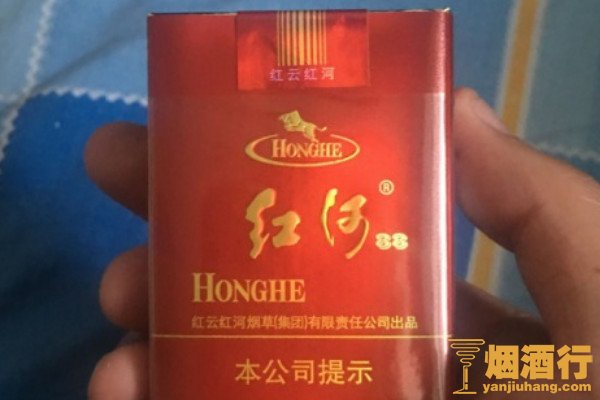 红云红河
HONGHE
红河® 88
HONGHE
红云红河烟草(集团)有限责任公司出品
本公司提示
烟酒行
yanjiuhang.com